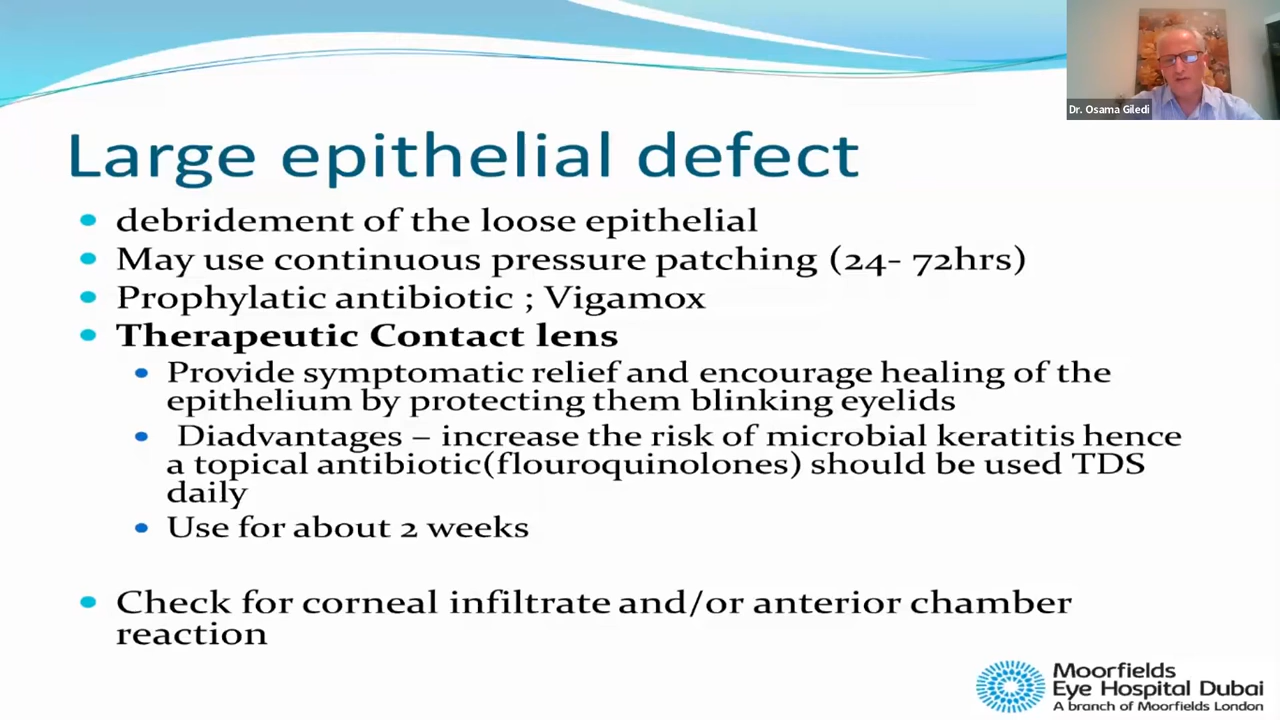 Dr. Osama Giledi
Large epithelial defect
debridement of the loose epithelial
May use continuous pressure patching (24- 72hrs)
Prophylatic antibiotic ; Vigamox
Therapeutic Contact lens
Provide symptomatic relief and encourage healing of the
epithelium by protecting them blinking eyelids
Diadvantages – increase the risk of microbial keratitis hence
a topical antibiotic(flouroquinolones) should be used TDS
daily
Use for about 2 weeks
Check for corneal infiltrate and/or anterior chamber
reaction
Moorfields
Eye Hospital Dubai
A branch of Moorfields London